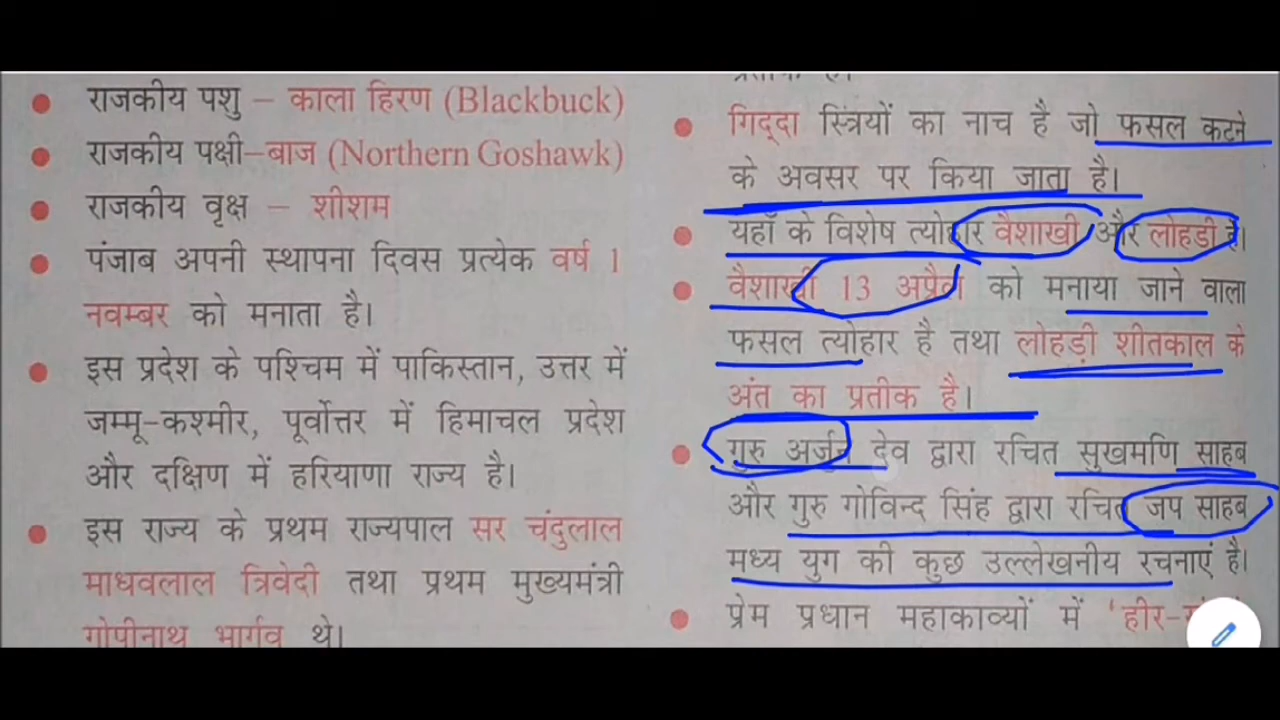 राजकीय पशु – काला हिरण (Blackbuck)
राजकीय पक्षी–बाज (Northern Goshawk)
राजकीय वृक्ष – शीशम
पंजाब अपनी स्थापना दिवस प्रत्येक वर्ष 1
नवम्बर को मनाता है।
इस प्रदेश के पश्चिम में पाकिस्तान, उत्तर में
जम्मू-कश्मीर, पूर्वोत्तर में हिमाचल प्रदेश
और दक्षिण में हरियाणा राज्य है।
इस राज्य के प्रथम राज्यपाल सर चंदुलाल
माधवलाल त्रिवेदी तथा प्रथम मुख्यमंत्री
गोपीनाथ भार्गव थे।
गिद्दा स्त्रियों का नाच है जो फसल कटने
के अवसर पर किया जाता है।
यहाँ के विशेष त्योहार वैशाखी और लोहडी है।
वैशाखी 13 अप्रैल को मनाया जाने वाला
फसल त्योहार है तथा लोहड़ी शीतकाल के
अंत का प्रतीक है।
गुरु अर्जुन देव द्वारा रचित सुखमणि साहब
और गुरु गोविन्द सिंह द्वारा रचित जप साहब
मध्य युग की कुछ उल्लेखनीय रचनाएं है।
प्रेम प्रधान महाकाव्यों में 'हीर-